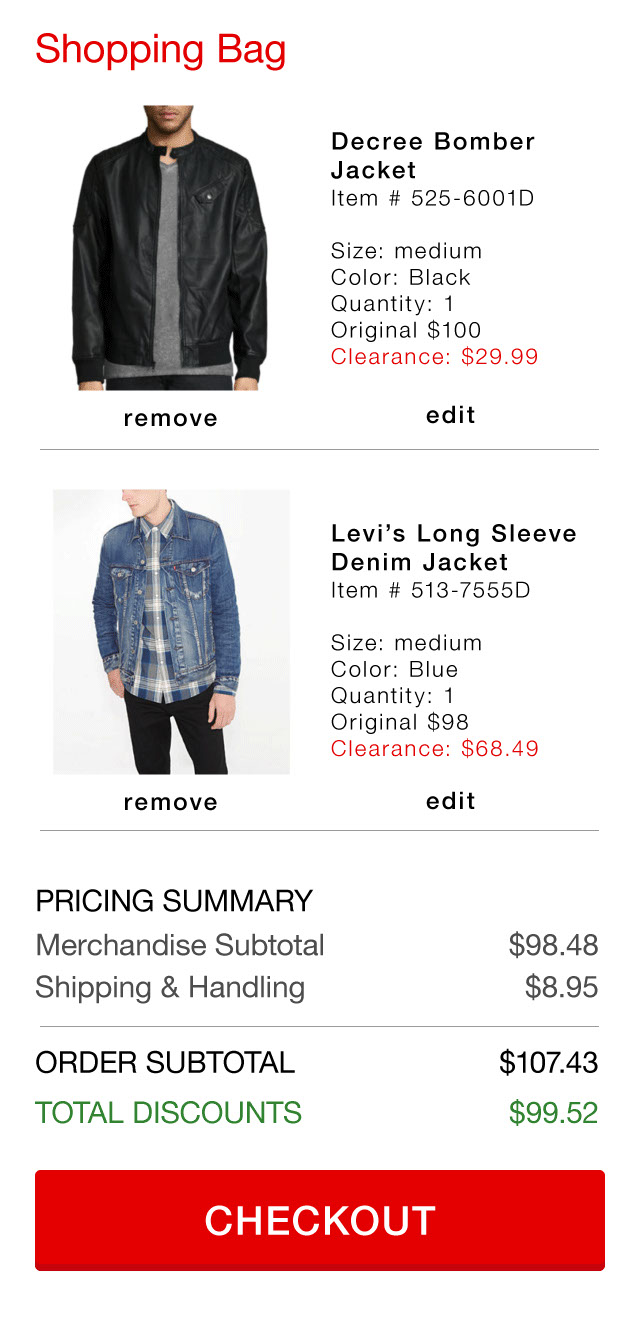 Shopping Bag
Decree Bomber
Jacket
Item # 525-6001D
Size: medium
Color: Black
Quantity: 1
Original $100
Clearance: $29.99
remove
edit
Levi’s Long Sleeve
Denim Jacket
Item # 513-7555D
Size: medium
Color: Blue
Quantity: 1
Original $98
Clearance: $68.49
remove
edit
PRICING SUMMARY
Merchandise Subtotal $98.48
Shipping & Handling $8.95
ORDER SUBTOTAL $107.43
TOTAL DISCOUNTS $99.52
CHECKOUT